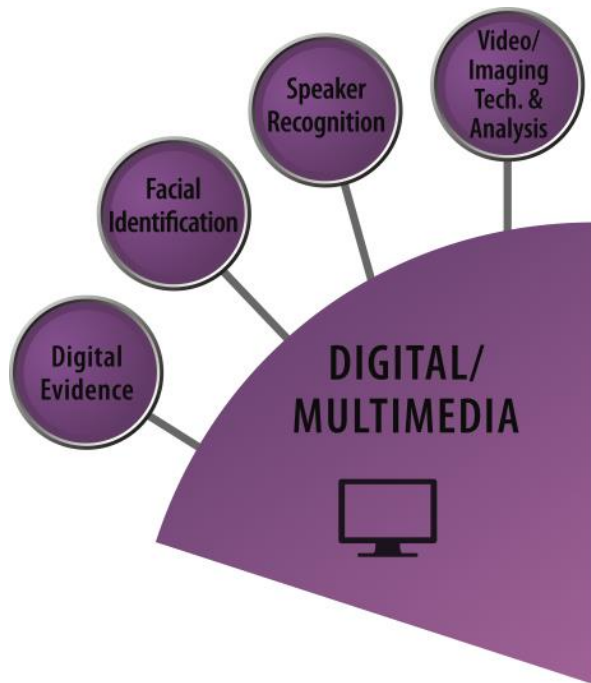 Video/
Imaging
Tech. &
Analysis
Speaker
Recognition
Facial
Identification
Digital
Evidence
DIGITAL/
MULTIMEDIA